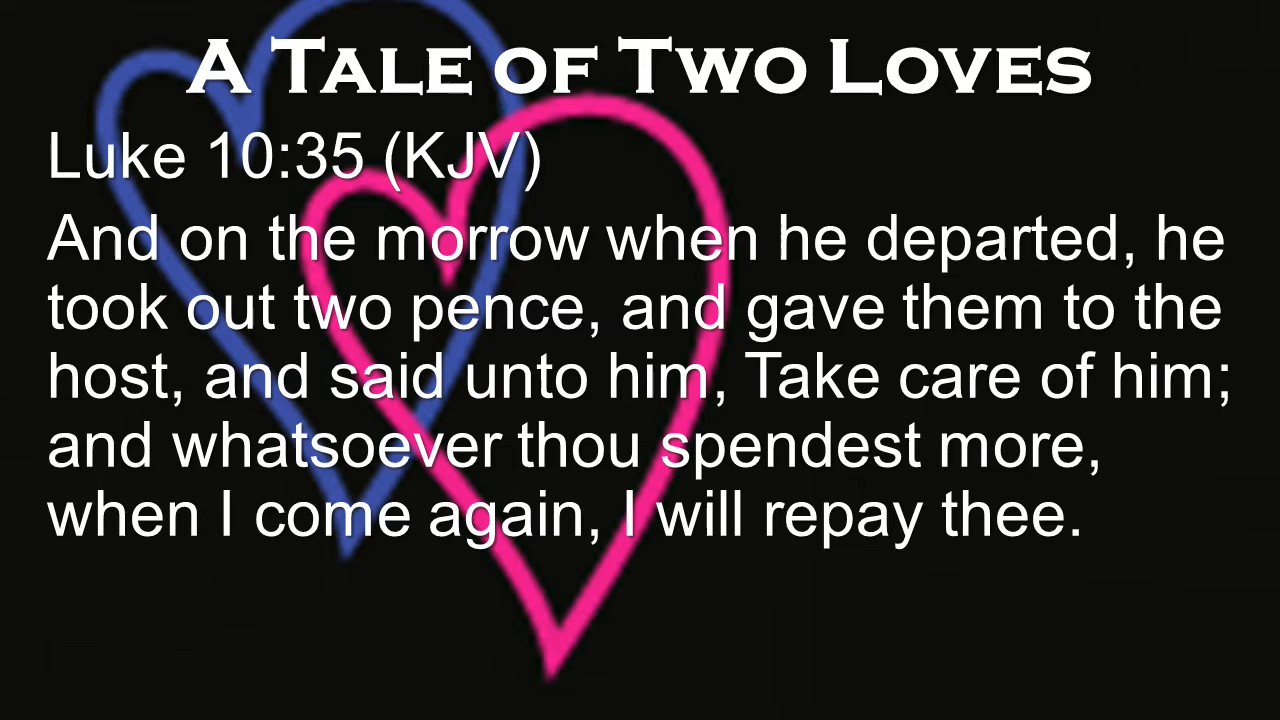 A Tale of Two Loves
Luke 10:35 (KJV)
And on the morrow when he departed, he
took out two pence, and gave them to the
host, and said unto him, Take care of him;
and whatsoever thou spendest more,
when I come again, I will repay thee.